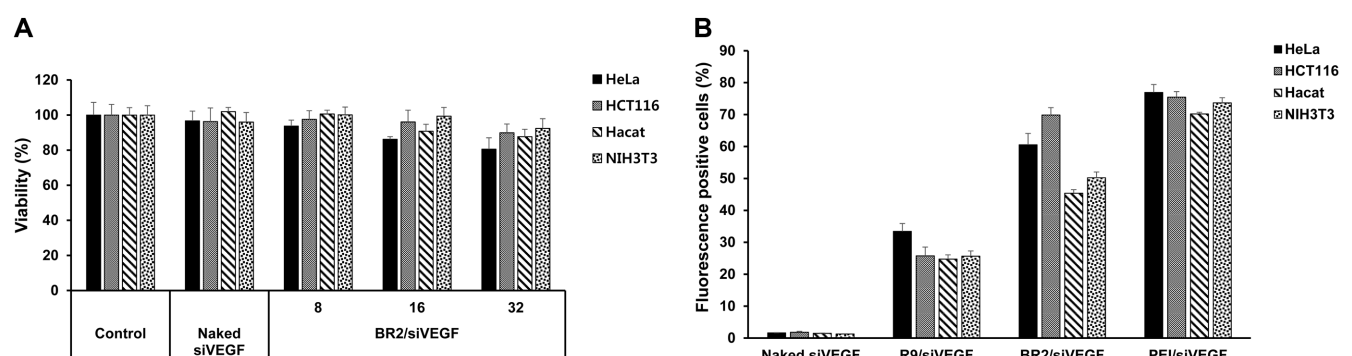 A
Viability (%)
120
100
80
60
40
20
0
8 16 32
Control
Naked
siVEGF
BR2/siVEGF
HeLa
HCT116
Hacat
NIH3T3
B
Fluorescence positive cells (%)
90
80
70
60
50
40
30
20
10
0
Naked siVEGF R9/siVEGF BR2/siVEGF PEI/siVEGF
HeLa
HCT116
Hacat
NIH3T3